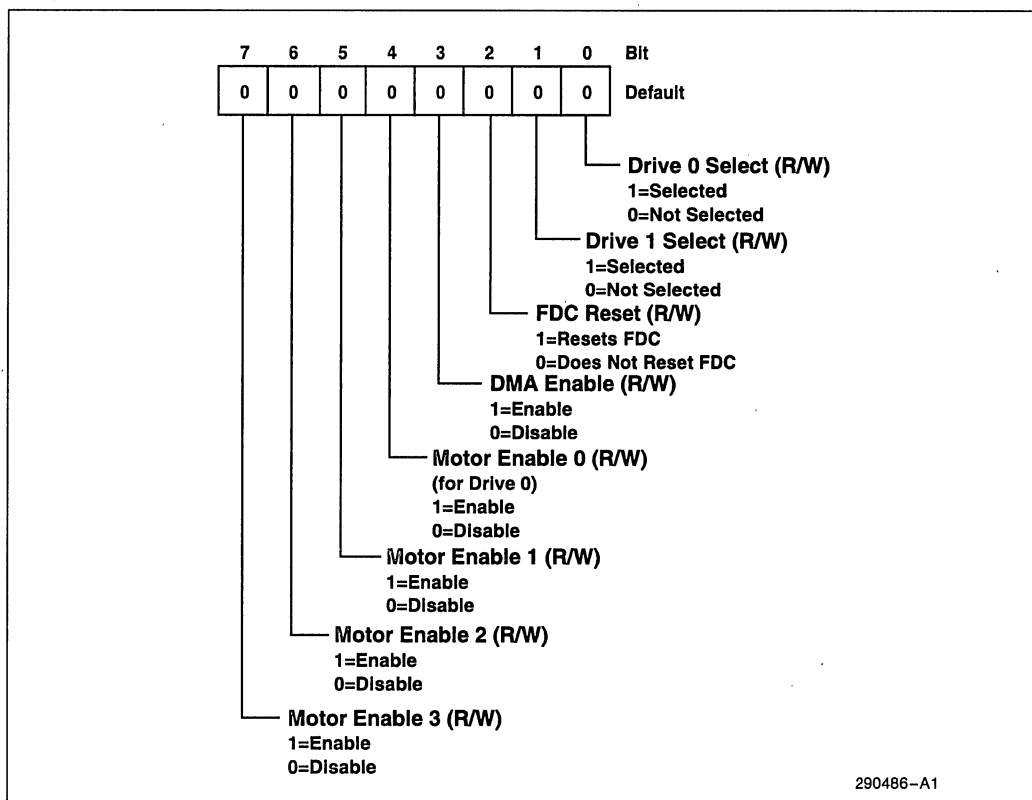 7 6 5 4 3 2 1 0 Bit
0 0 0 0 0 0 0 0 Default
Drive 0 Select (R/W)
1=Selected
0=Not Selected
Drive 1 Select (R/W)
1=Selected
0=Not Selected
FDC Reset (R/W)
1=Resets FDC
0=Does Not Reset FDC
DMA Enable (R/W)
1=Enable
0=Disable
Motor Enable 0 (R/W)
(for Drive 0)
1=Enable
0=Disable
Motor Enable 1 (R/W)
1=Enable
0=Disable
Motor Enable 2 (R/W)
1=Enable
0=Disable
Motor Enable 3 (R/W)
1=Enable
0=Disable
290486–A1